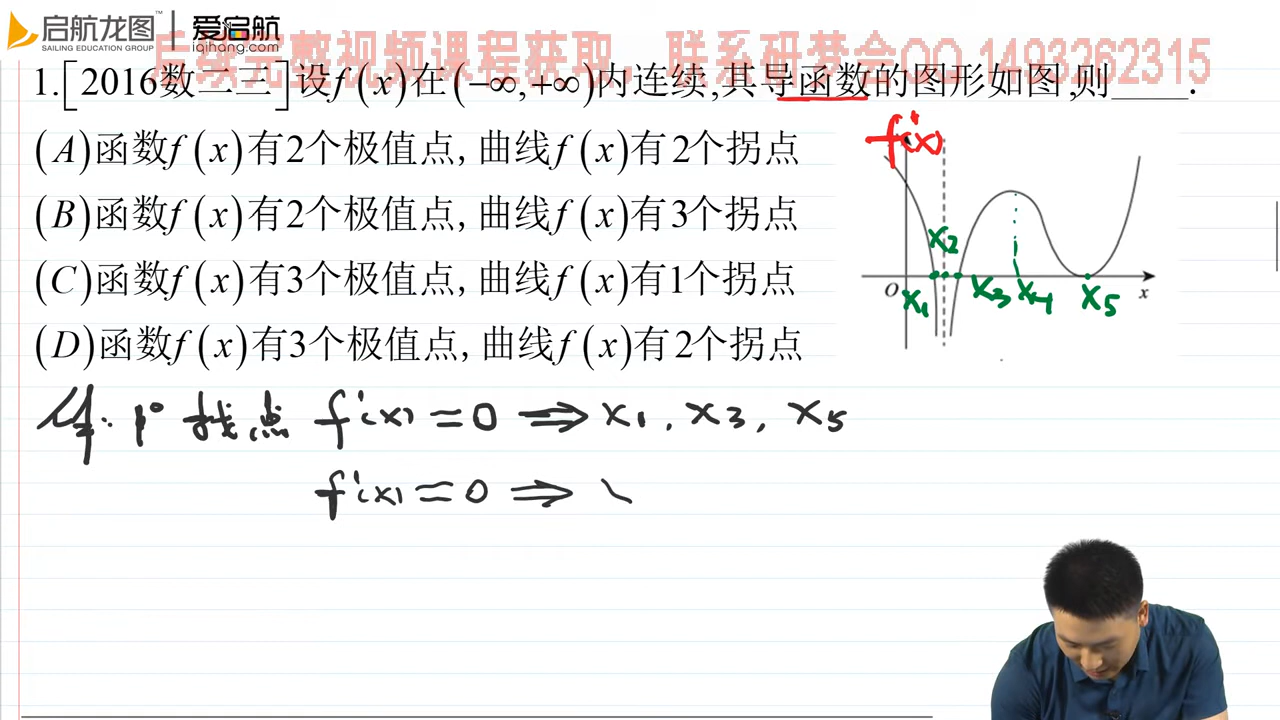 启航龙图™ 爱启航
SAILING EDUCATION GROUP iqihang.com
后续完整视频课程获取，联系研梦会QQ 1493262315
1.[2016数二三]设f(x)在(−∞,+∞)内连续,其导函数的图形如图,则____.
(A)函数f(x)有2个极值点,曲线f(x)有2个拐点
(B)函数f(x)有2个极值点,曲线f(x)有3个拐点
(C)函数f(x)有3个极值点,曲线f(x)有1个拐点
(D)函数f(x)有3个极值点,曲线f(x)有2个拐点
f'(x)
x2
O x1 x3 x4 x5 x
1° 找点 f'(x)=0 ⇒ x1, x3, x5
f'(x)=0 ⇒